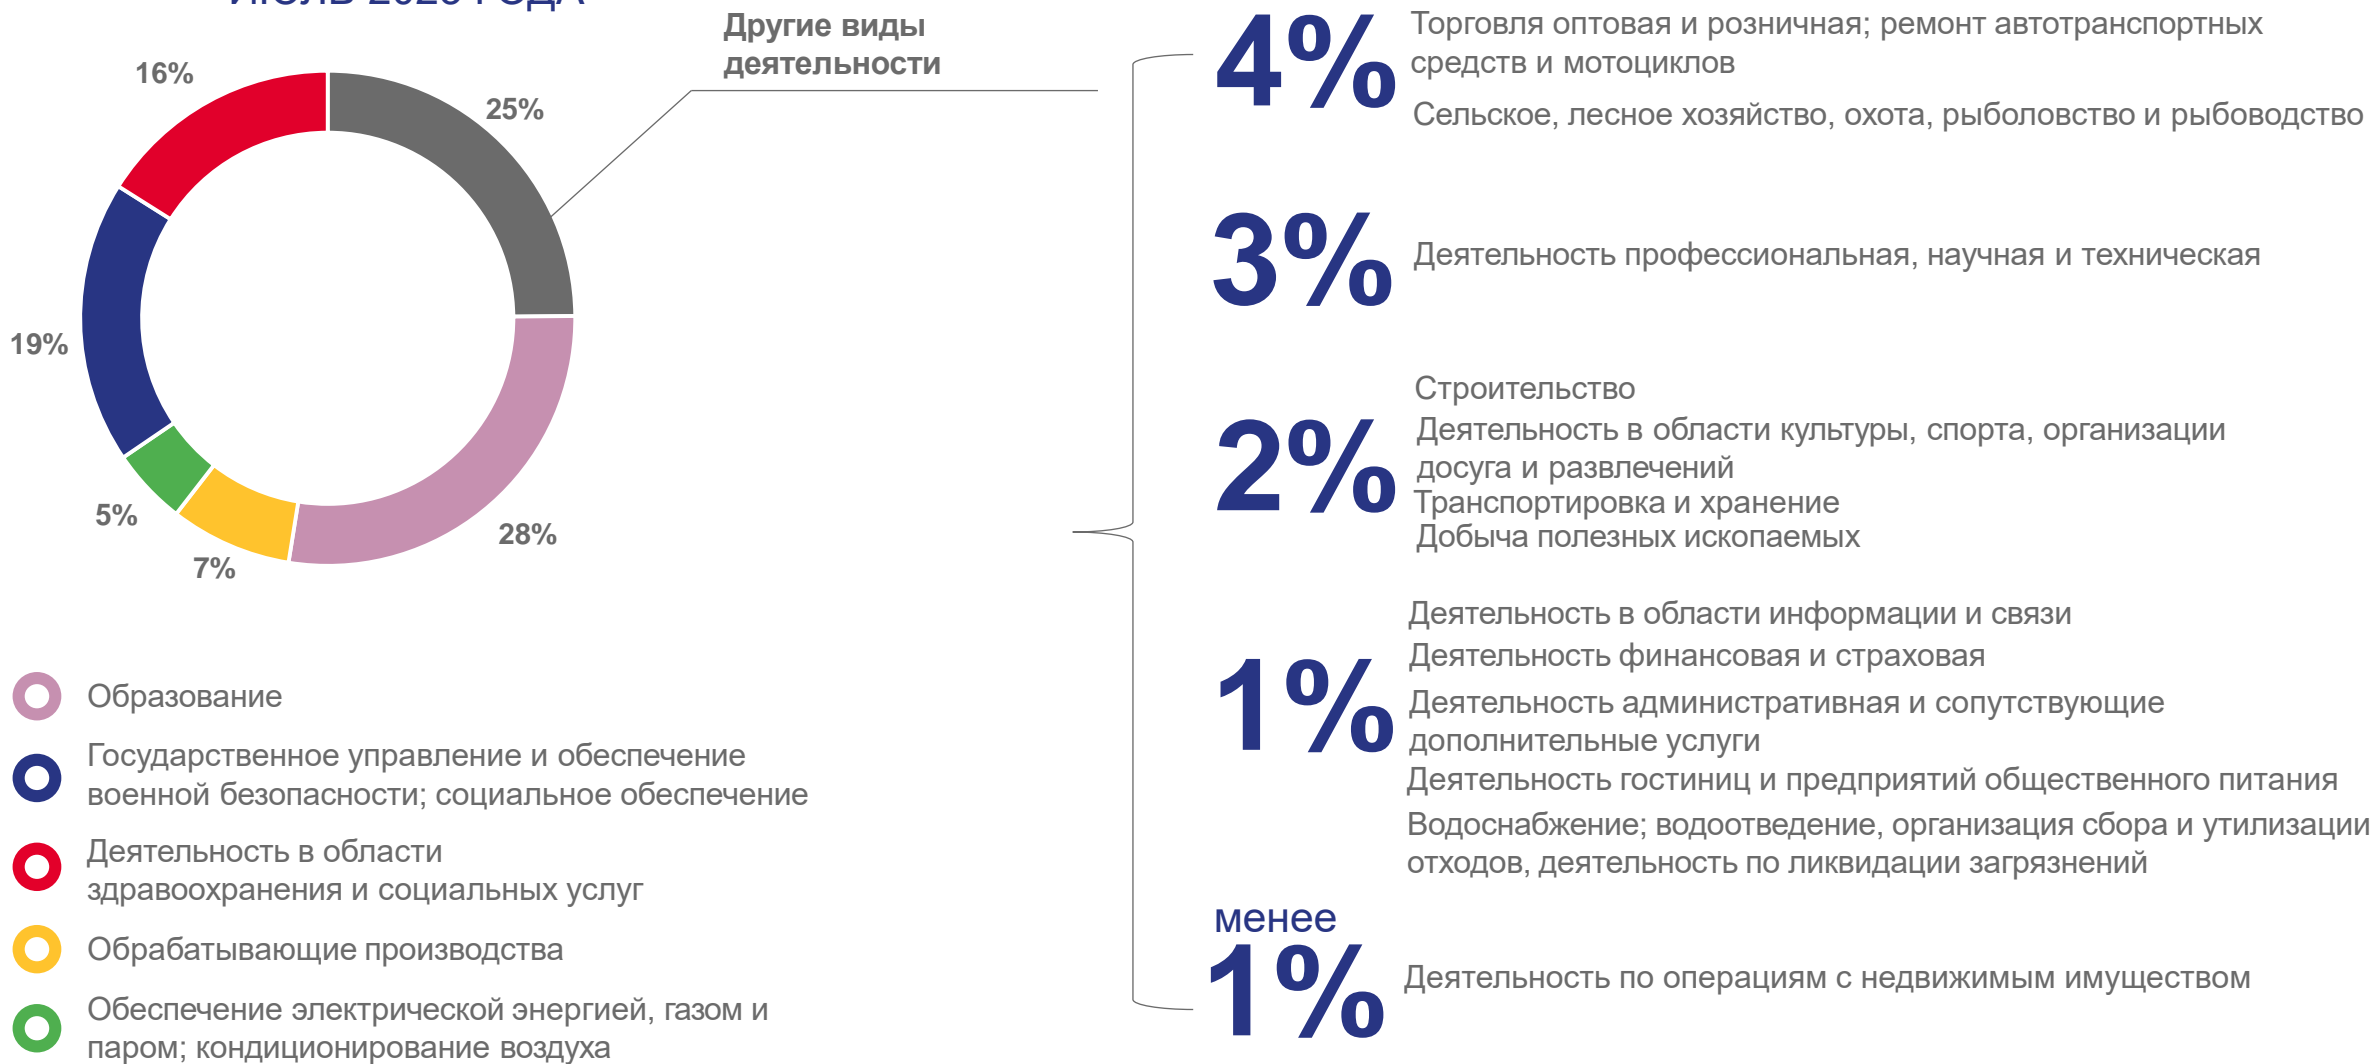 Другие виды
деятельности
16%
25%
19%
5%
7%
28%
Образование
Государственное управление и обеспечение
военной безопасности; социальное обеспечение
Деятельность в области
здравоохранения и социальных услуг
Обрабатывающие производства
Обеспечение электрической энергией, газом и
паром; кондиционирование воздуха
4%
Торговля оптовая и розничная; ремонт автотранспортных
средств и мотоциклов
Сельское, лесное хозяйство, охота, рыболовство и рыбоводство
3%
Деятельность профессиональная, научная и техническая
2%
Строительство
Деятельность в области культуры, спорта, организации
досуга и развлечений
Транспортировка и хранение
Добыча полезных ископаемых
1%
Деятельность в области информации и связи
Деятельность финансовая и страховая
Деятельность административная и сопутствующие
дополнительные услуги
Деятельность гостиниц и предприятий общественного питания
Водоснабжение; водоотведение, организация сбора и утилизации
отходов, деятельность по ликвидации загрязнений
менее
1%
Деятельность по операциям с недвижимым имуществом